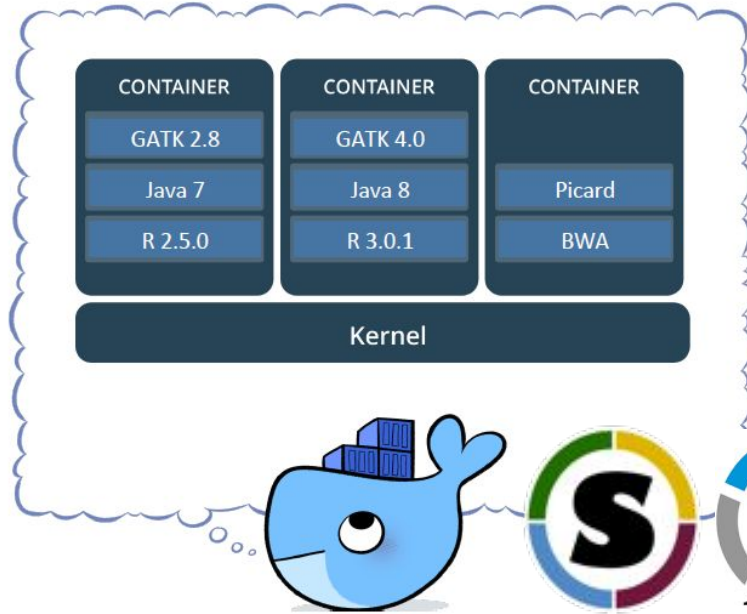 CONTAINER
GATK 2.8
Java 7
R 2.5.0
CONTAINER
GATK 4.0
Java 8
R 3.0.1
CONTAINER
Picard
BWA
Kernel
S